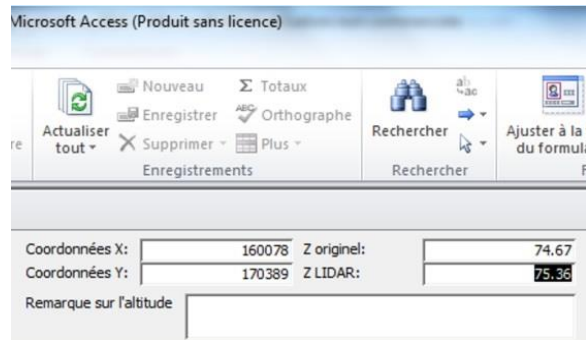 Microsoft Access (Produit sans licence)
Nouveau Σ Totaux
Enregistrer Orthographe
Supprimer Plus
Actualiser tout
Rechercher
Ajuster à la
du formula
Enregistrements Rechercher
Coordonnées X: 160078 Z originel: 74.67
Coordonnées Y: 170389 Z LIDAR: 75.36
Remarque sur l'altitude